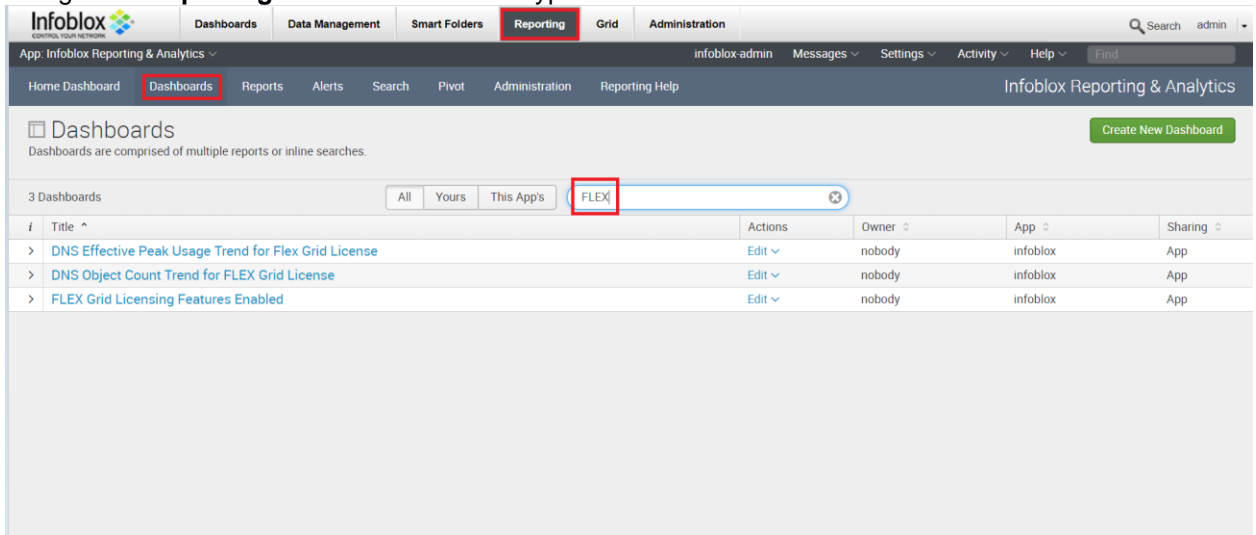 Infoblox Dashboards Data Management Smart Folders Reporting Grid Administration Search admin
CONTROL YOUR NETWORK
App: Infoblox Reporting & Analytics infoblox-admin Messages Settings Activity Help Find
Home Dashboard Dashboards Reports Alerts Search Pivot Administration Reporting Help Infoblox Reporting & Analytics
Dashboards Create New Dashboard
Dashboards are comprised of multiple reports or inline searches.
3 Dashboards All Yours This App's FLEX
i Title Actions Owner App Sharing
> DNS Effective Peak Usage Trend for Flex Grid License Edit nobody infoblox App
> DNS Object Count Trend for FLEX Grid License Edit nobody infoblox App
> FLEX Grid Licensing Features Enabled Edit nobody infoblox App